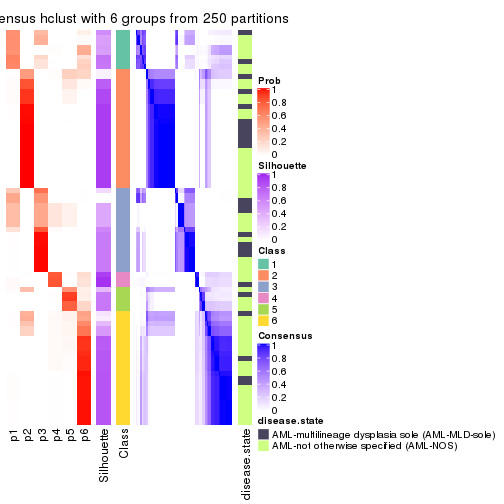 ensus hclust with 6 groups from 250 partitions
Prob
1
0.8
0.6
0.4
0.2
0
Silhouette
1
0.8
0.6
0.4
0.2
0
Class
1
2
3
4
5
6
Consensus
1
0.8
0.6
0.4
0.2
0
disease.state
AML-multilineage dysplasia sole (AML-MLD-sole)
AML-not otherwise specified (AML-NOS)
p1
p2
p3
p4
p5
p6
Silhouette
Class
disease.state